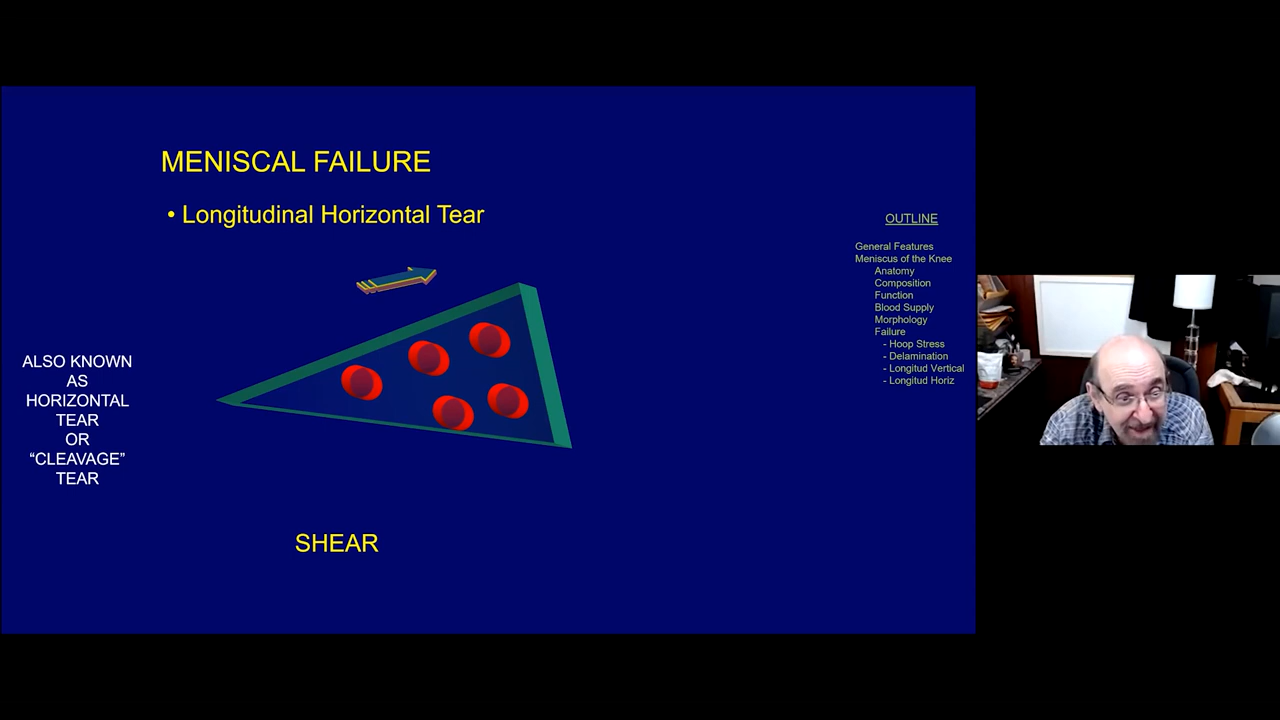 MENISCAL FAILURE
• Longitudinal Horizontal Tear
ALSO KNOWN
AS
HORIZONTAL
TEAR
OR
“CLEAVAGE”
TEAR
SHEAR
OUTLINE
General Features
Meniscus of the Knee
Anatomy
Composition
Function
Blood Supply
Morphology
Failure
- Hoop Stress
- Delamination
- Longitud Vertical
- Longitud Horiz